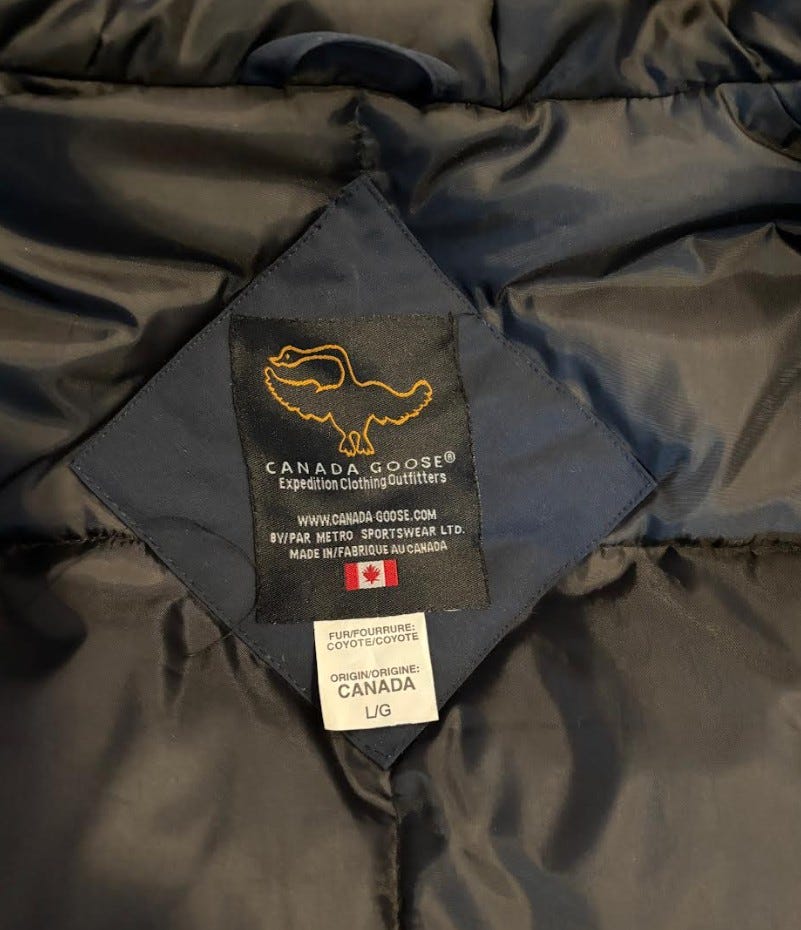 CANADA GOOSE®
Expedition Clothing Outfitters
WWW.CANADA-GOOSE.COM
BY/PAR METRO SPORTSWEAR LTD.
MADE IN/FABRIQUE AU CANADA
FUR/FOURRURE:
COYOTE/COYOTE
ORIGIN/ORIGINE:
CANADA
L/G